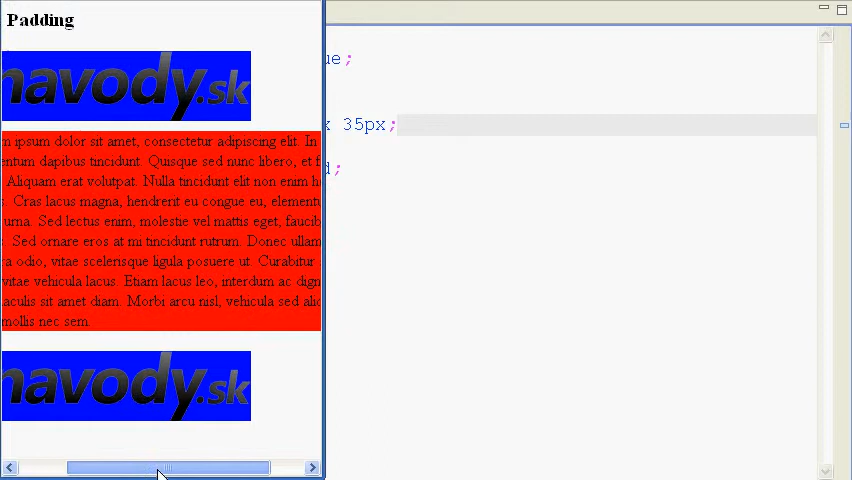 Padding
navody.sk
m ipsum dolor sit amet, consectetur adipiscing elit. In
entum dapibus tincidunt. Quisque sed nunc libero, et f
Aliquam erat volutpat. Nulla tincidunt elit non enim h
s. Cras lacus magna, hendrerit eu congue eu, elementu
urna. Sed lectus enim, molestie vel mattis eget, faucib
. Sed ornare eros at mi tincidunt rutrum. Donec ullam
ra odio, vitae scelerisque ligula posuere ut. Curabitur
vitae vehicula lacus. Etiam lacus leo, interdum ac dign
iaculis sit amet diam. Morbi arcu nisl, vehicula sed alic
mollis nec sem.
navody.sk
ue;
x 35px;
d;